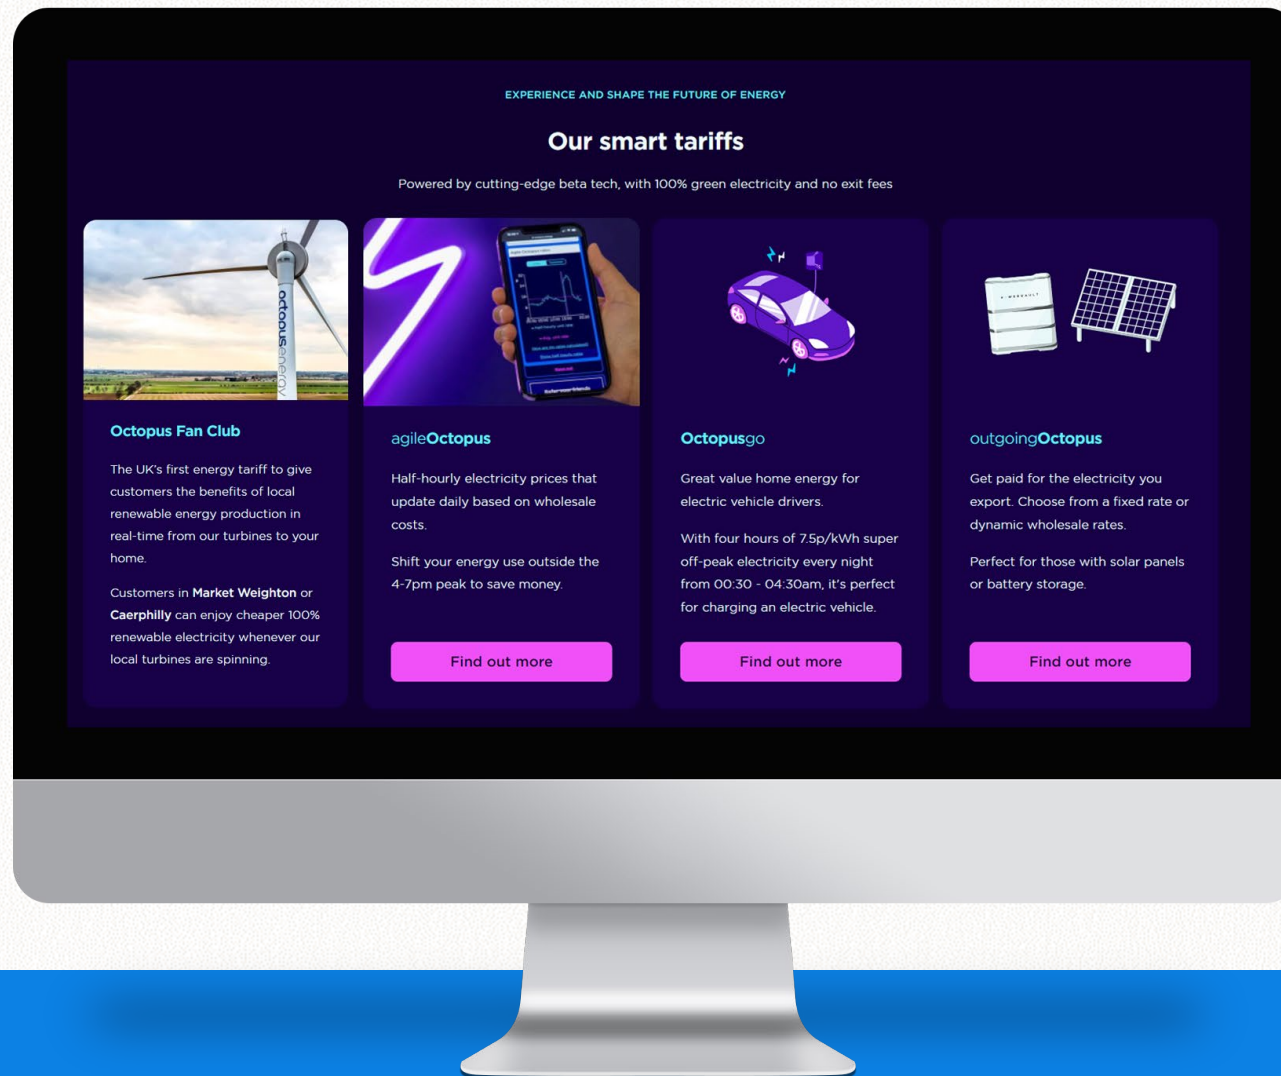 EXPERIENCE AND SHAPE THE FUTURE OF ENERGY
Our smart tariffs
Powered by cutting-edge beta tech, with 100% green electricity and no exit fees
octopusenergy
Octopus Fan Club
The UK's first energy tariff to give
customers the benefits of local
renewable energy production in
real-time from our turbines to your
home.
Customers in Market Weighton or
Caerphilly can enjoy cheaper 100%
renewable electricity whenever our
local turbines are spinning.
agileOctopus
Half-hourly electricity prices that
update daily based on wholesale
costs.
Shift your energy use outside the
4-7pm peak to save money.
Find out more
Octopusgo
Great value home energy for
electric vehicle drivers.
With four hours of 7.5p/kWh super
off-peak electricity every night
from 00:30 - 04:30am, it's perfect
for charging an electric vehicle.
Find out more
outgoingOctopus
Get paid for the electricity you
export. Choose from a fixed rate or
dynamic wholesale rates.
Perfect for those with solar panels
or battery storage.
Find out more